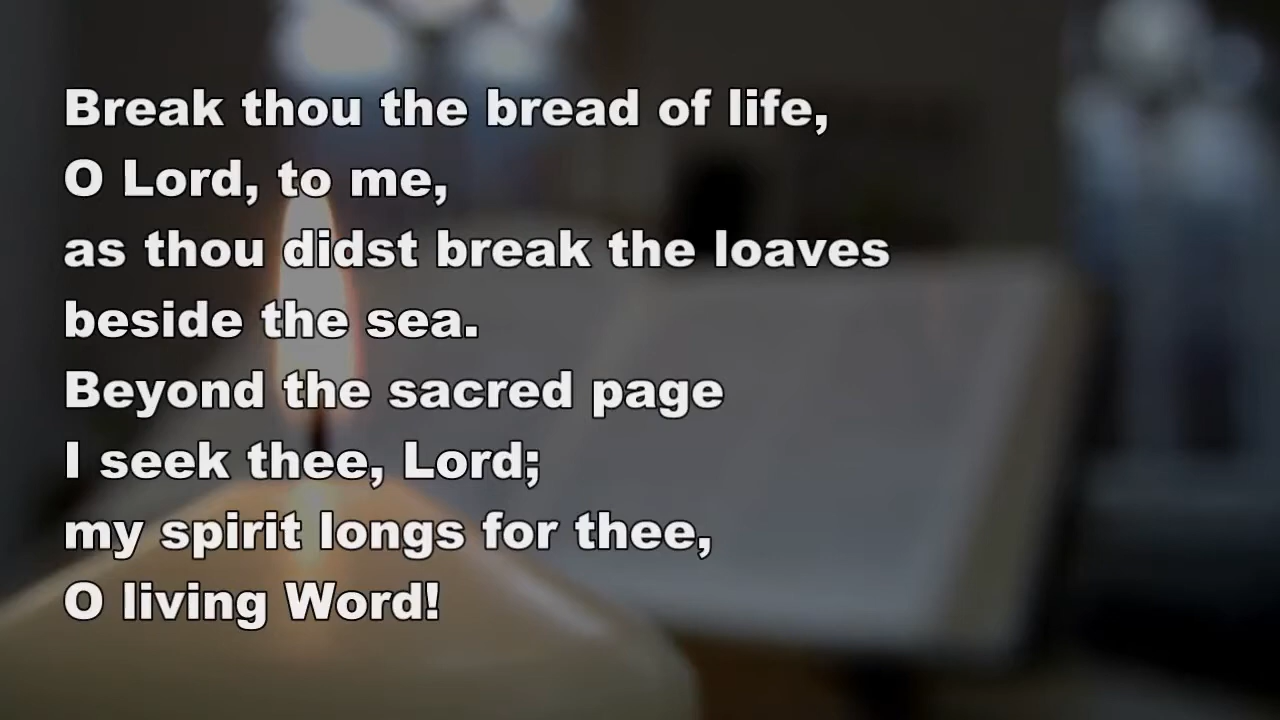 Break thou the bread of life,
O Lord, to me,
as thou didst break the loaves
beside the sea.
Beyond the sacred page
I seek thee, Lord;
my spirit longs for thee,
O living Word!